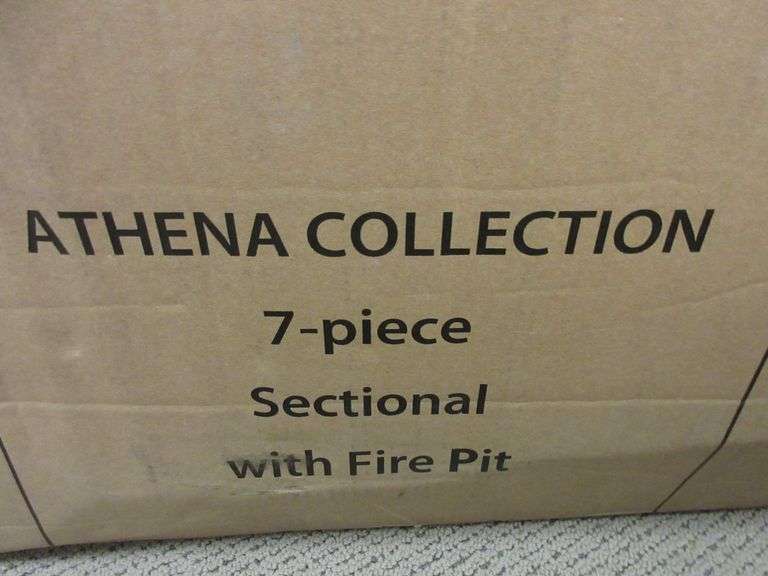 ATHENA COLLECTION
7-piece
Sectional
with Fire Pit